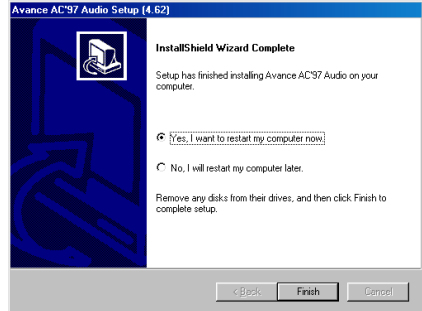 Avance AC'97 Audio Setup (4.62)
InstallShield Wizard Complete
Setup has finished installing Avance AC'97 Audio on your
computer.
Yes, I want to restart my computer now.
No, I will restart my computer later.
Remove any disks from their drives, and then click Finish to
complete setup.
< Back Finish Cancel